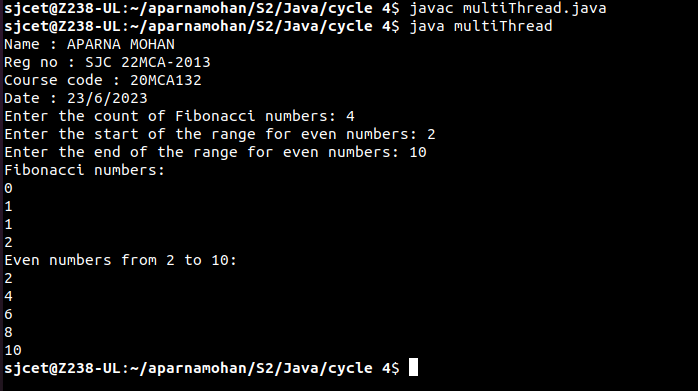 sjcet@Z238-UL:~/aparnamohan/S2/Java/cycle 4$ javac multiThread.java
sjcet@Z238-UL:~/aparnamohan/S2/Java/cycle 4$ java multiThread
Name : APARNA MOHAN
Reg no : SJC 22MCA-2013
Course code : 20MCA132
Date : 23/6/2023
Enter the count of Fibonacci numbers: 4
Enter the start of the range for even numbers: 2
Enter the end of the range for even numbers: 10
Fibonacci numbers:
0
1
1
2
Even numbers from 2 to 10:
2
4
6
8
10
sjcet@Z238-UL:~/aparnamohan/S2/Java/cycle 4$